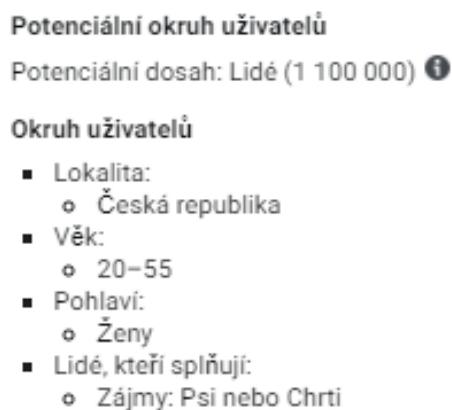 Potenciální okruh uživatelů
Potenciální dosah: Lidé (1 100 000)
Okruh uživatelů
Lokalita:
Česká republika
Věk:
20–55
Pohlaví:
Ženy
Lidé, kteří splňují:
Zájmy: Psi nebo Chrti